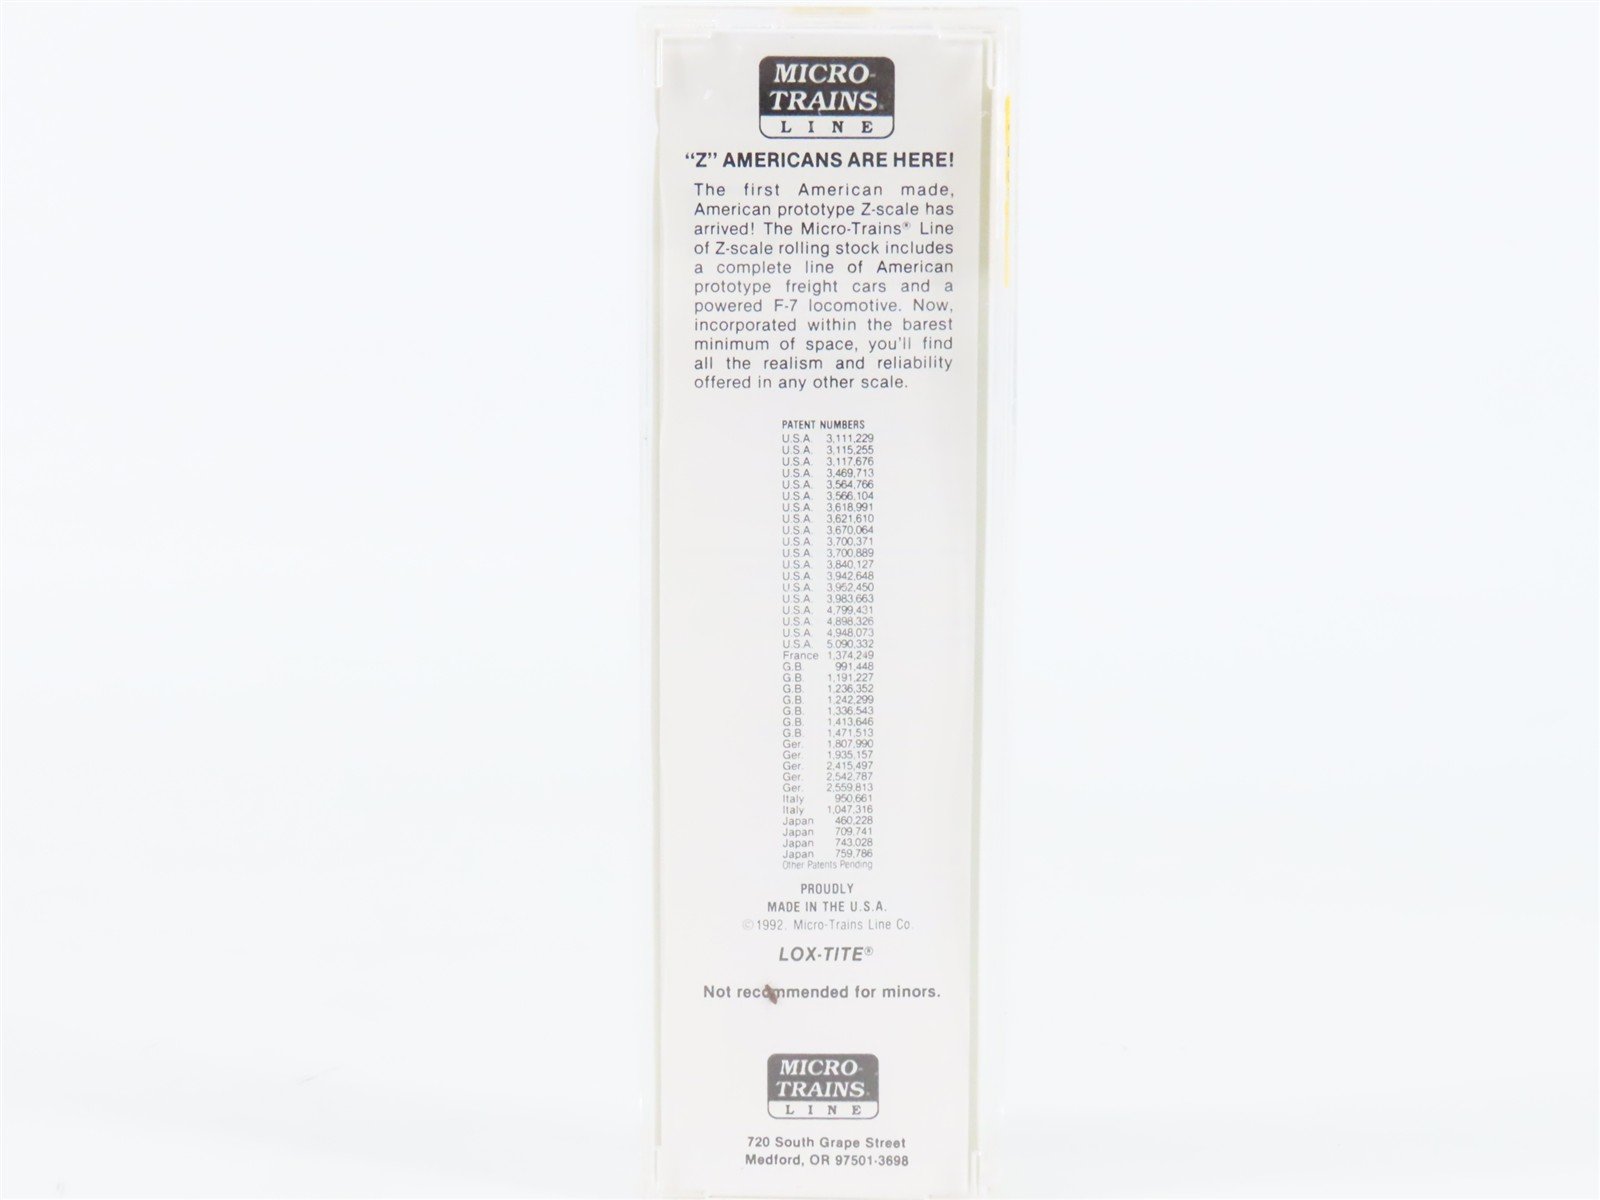 MICRO-
TRAINS®
LINE
"Z" AMERICANS ARE HERE!
The first American made,
American prototype Z-scale has
arrived! The Micro-Trains® Line
of Z-scale rolling stock includes
a complete line of American
prototype freight cars and a
powered F-7 locomotive. Now,
incorporated within the barest
minimum of space, you'll find
all the realism and reliability
offered in any other scale.
PATENT NUMBERS
U.S.A. 3,111,229
U.S.A. 3,115,255
U.S.A. 3,117,676
U.S.A. 3,469,713
U.S.A. 3,564,766
U.S.A. 3,566,104
U.S.A. 3,618,991
U.S.A. 3,621,610
U.S.A. 3,670,064
U.S.A. 3,700,371
U.S.A. 3,700,889
U.S.A. 3,840,127
U.S.A. 3,942,648
U.S.A. 3,952,450
U.S.A. 3,983,663
U.S.A. 4,799,431
U.S.A. 4,898,326
U.S.A. 4,948,073
U.S.A. 5,090,332
France 1,374,249
G.B. 991,448
G.B. 1,191,227
G.B. 1,236,352
G.B. 1,242,299
G.B. 1,336,543
G.B. 1,413,646
G.B. 1,471,513
Ger. 1,807,990
Ger. 1,935,157
Ger. 2,415,497
Ger. 2,542,787
Ger. 2,559,813
Italy 950,661
Italy 1,047,316
Japan 460,228
Japan 709,741
Japan 743,028
Japan 759,786
Other Patents Pending
PROUDLY
MADE IN THE U.S.A.
©1992, Micro-Trains Line Co.
LOX-TITE®
Not recommended for minors.
MICRO-
TRAINS®
LINE
720 South Grape Street
Medford, OR 97501-3698